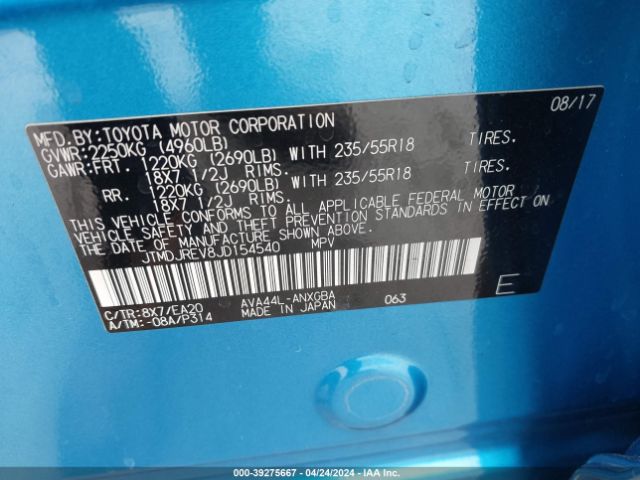 08/17
MFD.BY:TOYOTA MOTOR CORPORATION
GVWR:2250KG (4960LB)
GAWR:FRT. 1220KG (2690LB) WITH 235/55R18 TIRES.
18X7 1/2J RIMS.
RR. 1220KG (2690LB) WITH 235/55R18 TIRES.
18X7 1/2J RIMS.
THIS VEHICLE CONFORMS TO ALL APPLICABLE FEDERAL MOTOR
VEHICLE SAFETY AND THEFT PREVENTION STANDARDS IN EFFECT ON
THE DATE OF MANUFACTURE SHOWN ABOVE.
JTMDJREV8JD154540 MPV
C/TR:8X7/EA20 AVA44L-ANXGBA 063 E
A/TM:-08A/P314 MADE IN JAPAN
000-39275667 - 04/24/2024 - IAA Inc.